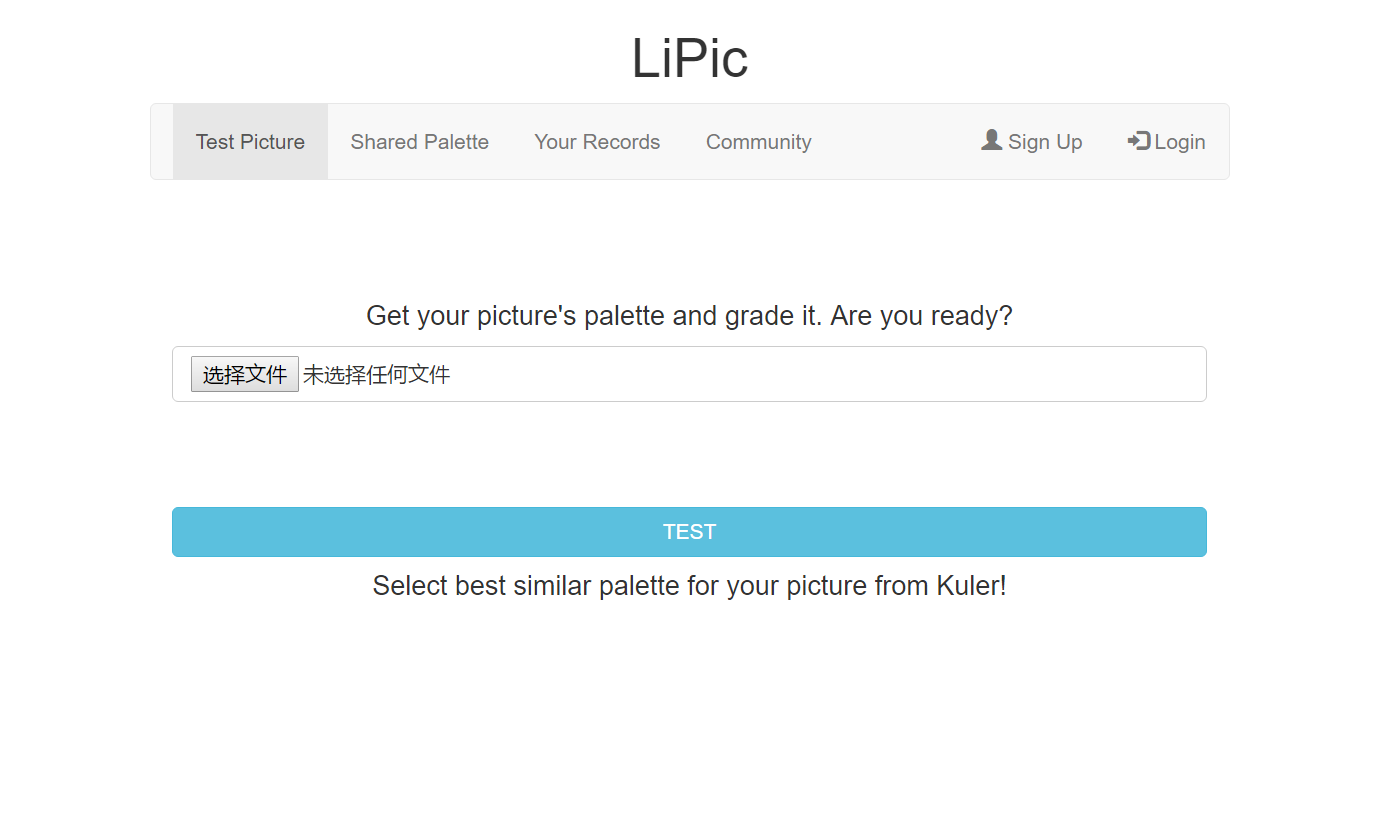 LiPic
Test Picture Shared Palette Your Records Community Sign Up Login
Get your picture's palette and grade it. Are you ready?
选择文件 未选择任何文件
TEST
Select best similar palette for your picture from Kuler!